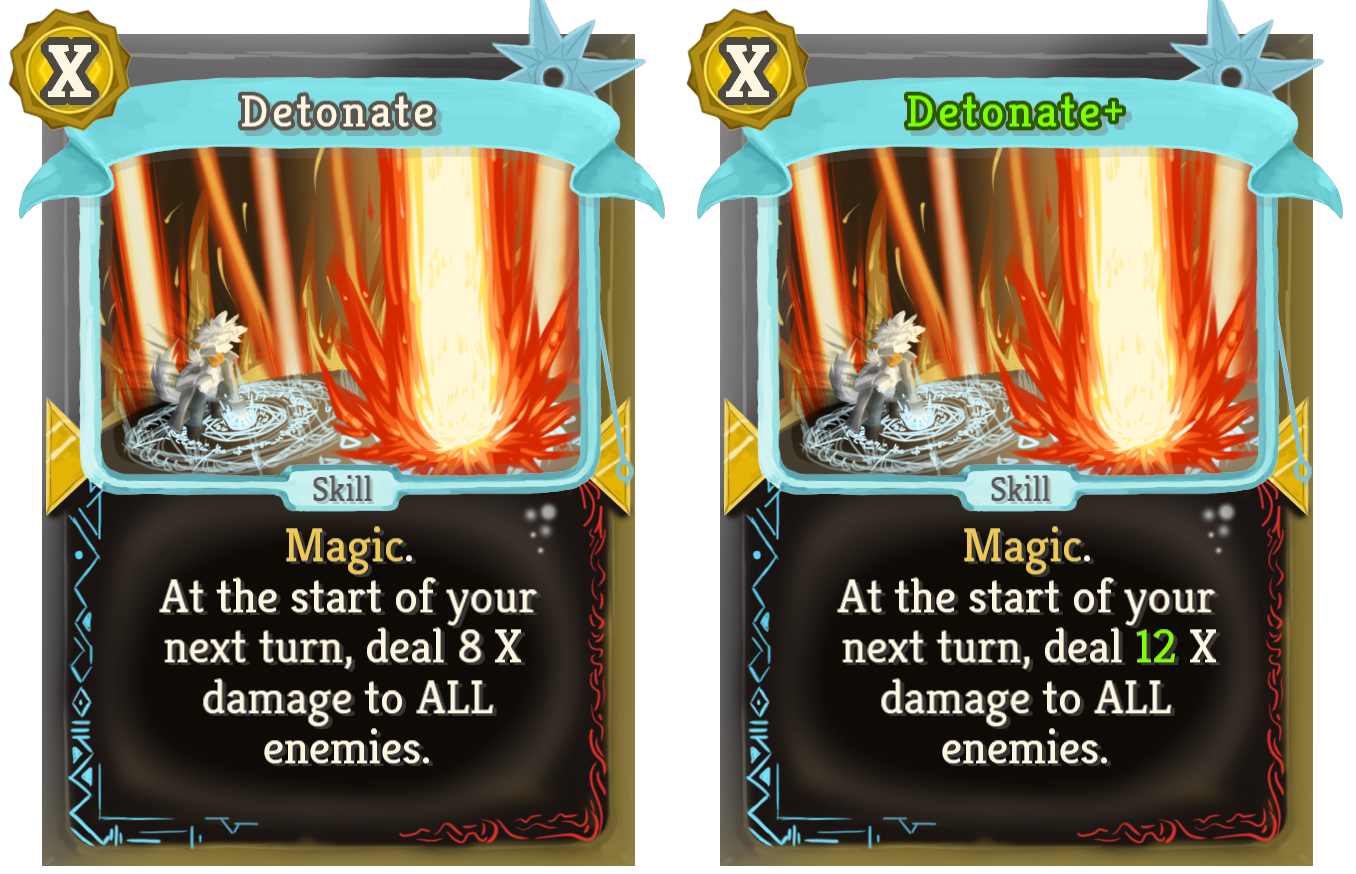 X
Detonate
Skill
Magic.
At the start of your
next turn, deal 8 X
damage to ALL
enemies.
X
Detonate+
Skill
Magic.
At the start of your
next turn, deal 12 X
damage to ALL
enemies.